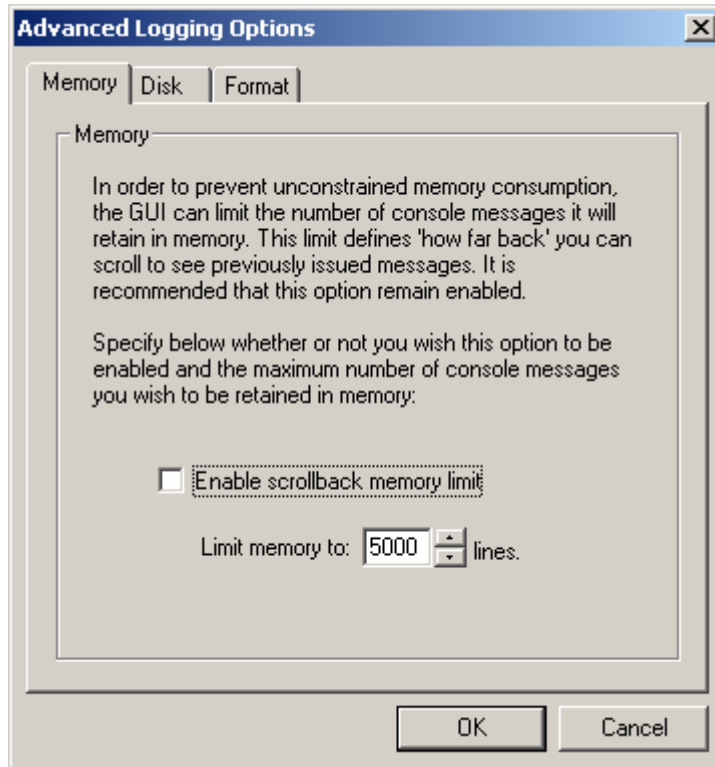 Advanced Logging Options
Memory Disk Format
Memory
In order to prevent unconstrained memory consumption,
the GUI can limit the number of console messages it will
retain in memory. This limit defines 'how far back' you can
scroll to see previously issued messages. It is
recommended that this option remain enabled.
Specify below whether or not you wish this option to be
enabled and the maximum number of console messages
you wish to be retained in memory:
Enable scrollback memory limit
Limit memory to: 5000 lines.
OK Cancel